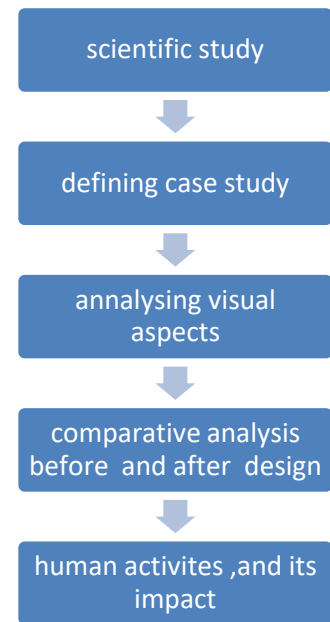 scientific study
defining case study
annalysing visual
aspects
comparative analysis
before and after design
human activites ,and its
impact